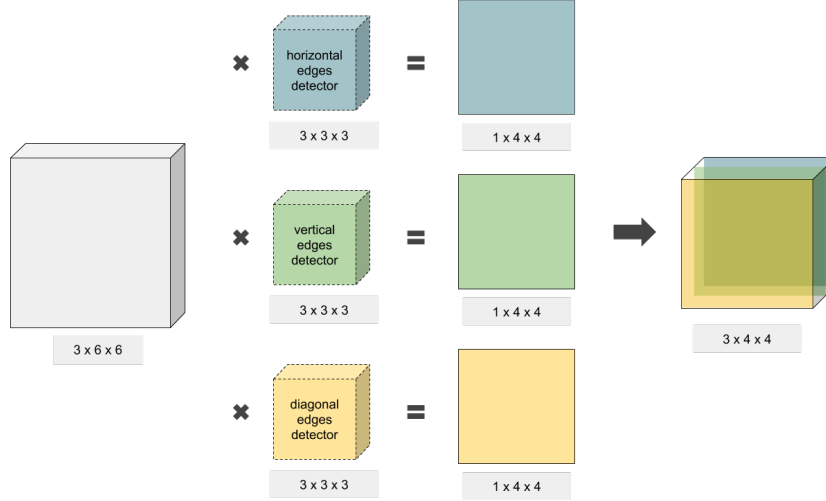 horizontal
edges
detector
3 x 3 x 3
1 x 4 x 4
vertical
edges
detector
3 x 3 x 3
1 x 4 x 4
3 x 6 x 6
3 x 4 x 4
diagonal
edges
detector
3 x 3 x 3
1 x 4 x 4